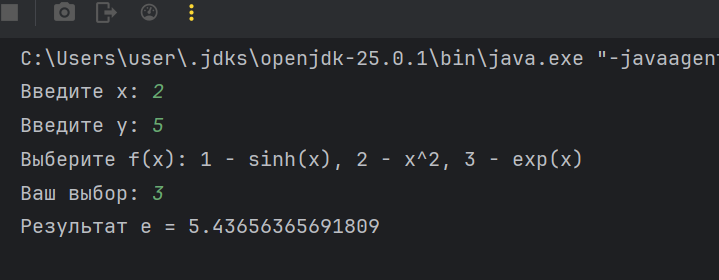 C:\Users\user\.jdks\openjdk-25.0.1\bin\java.exe "-javaagent
Введите x: 2
Введите y: 5
Выберите f(x): 1 - sinh(x), 2 - x^2, 3 - exp(x)
Ваш выбор: 3
Результат e = 5.43656365691809